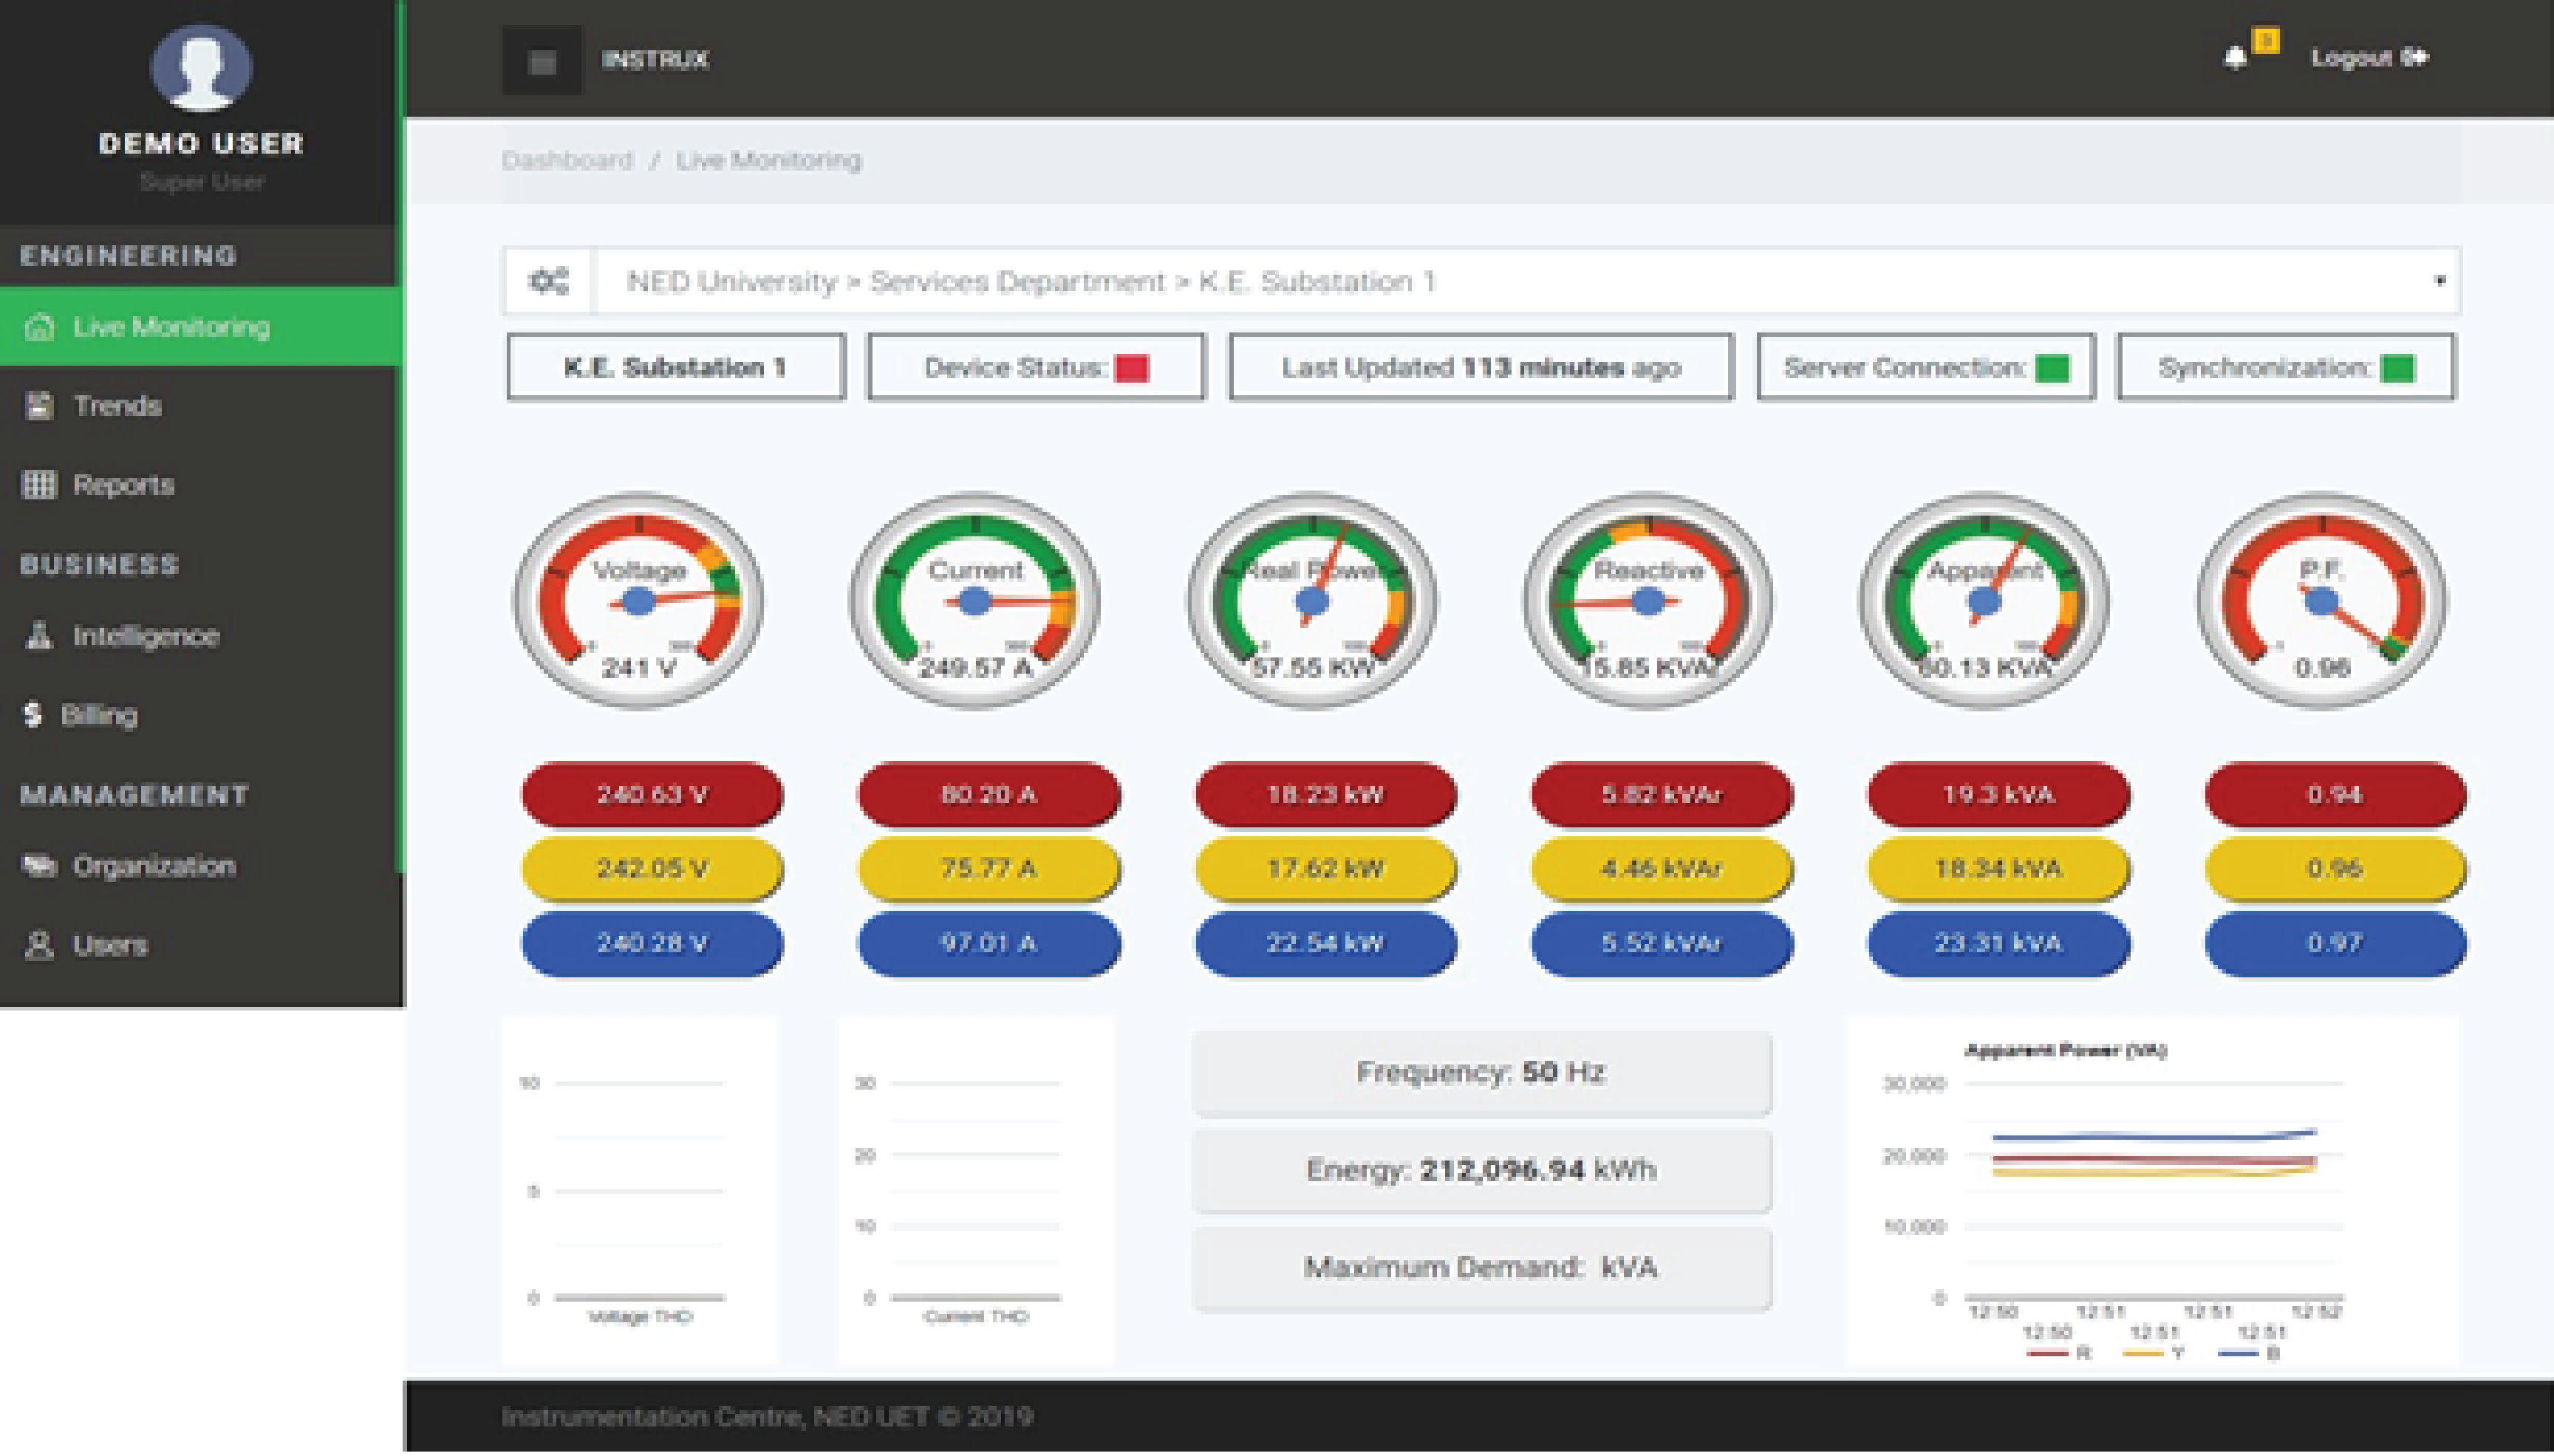 DEMO USER
Super User
ENGINEERING
Live Monitoring
Trends
Reports
BUSINESS
Intelligence
$ Billing
MANAGEMENT
Organization
Users
INSTRUX
Logout
Dashboard / Live Monitoring
NED University > Services Department > K.E. Substation 1
K.E. Substation 1
Device Status:
Last Updated 113 minutes ago
Server Connection:
Synchronization:
Voltage
241 V
Current
249.57 A
Real Power
57.55 KW
Reactive
15.85 KVAr
Apparent
60.13 KVA
P.F.
0.96
240.63 V 80.20 A 18.23 kW 5.82 kVAr 19.3 kVA 0.94
242.05 V 75.77 A 17.62 kW 4.46 kVAr 18.34 kVA 0.96
240.28 V 97.01 A 22.54 kW 5.52 kVAr 23.31 kVA 0.97
10
5
0
Voltage THD
30
20
10
0
Current THD
Frequency: 50 Hz
Energy: 212,096.94 kWh
Maximum Demand: kVA
Apparent Power (VA)
30,000
20,000
10,000
0
12:50 12:51 12:51 12:52
12:50 12:51 12:51
R Y B
Instrumentation Centre, NED UET © 2019